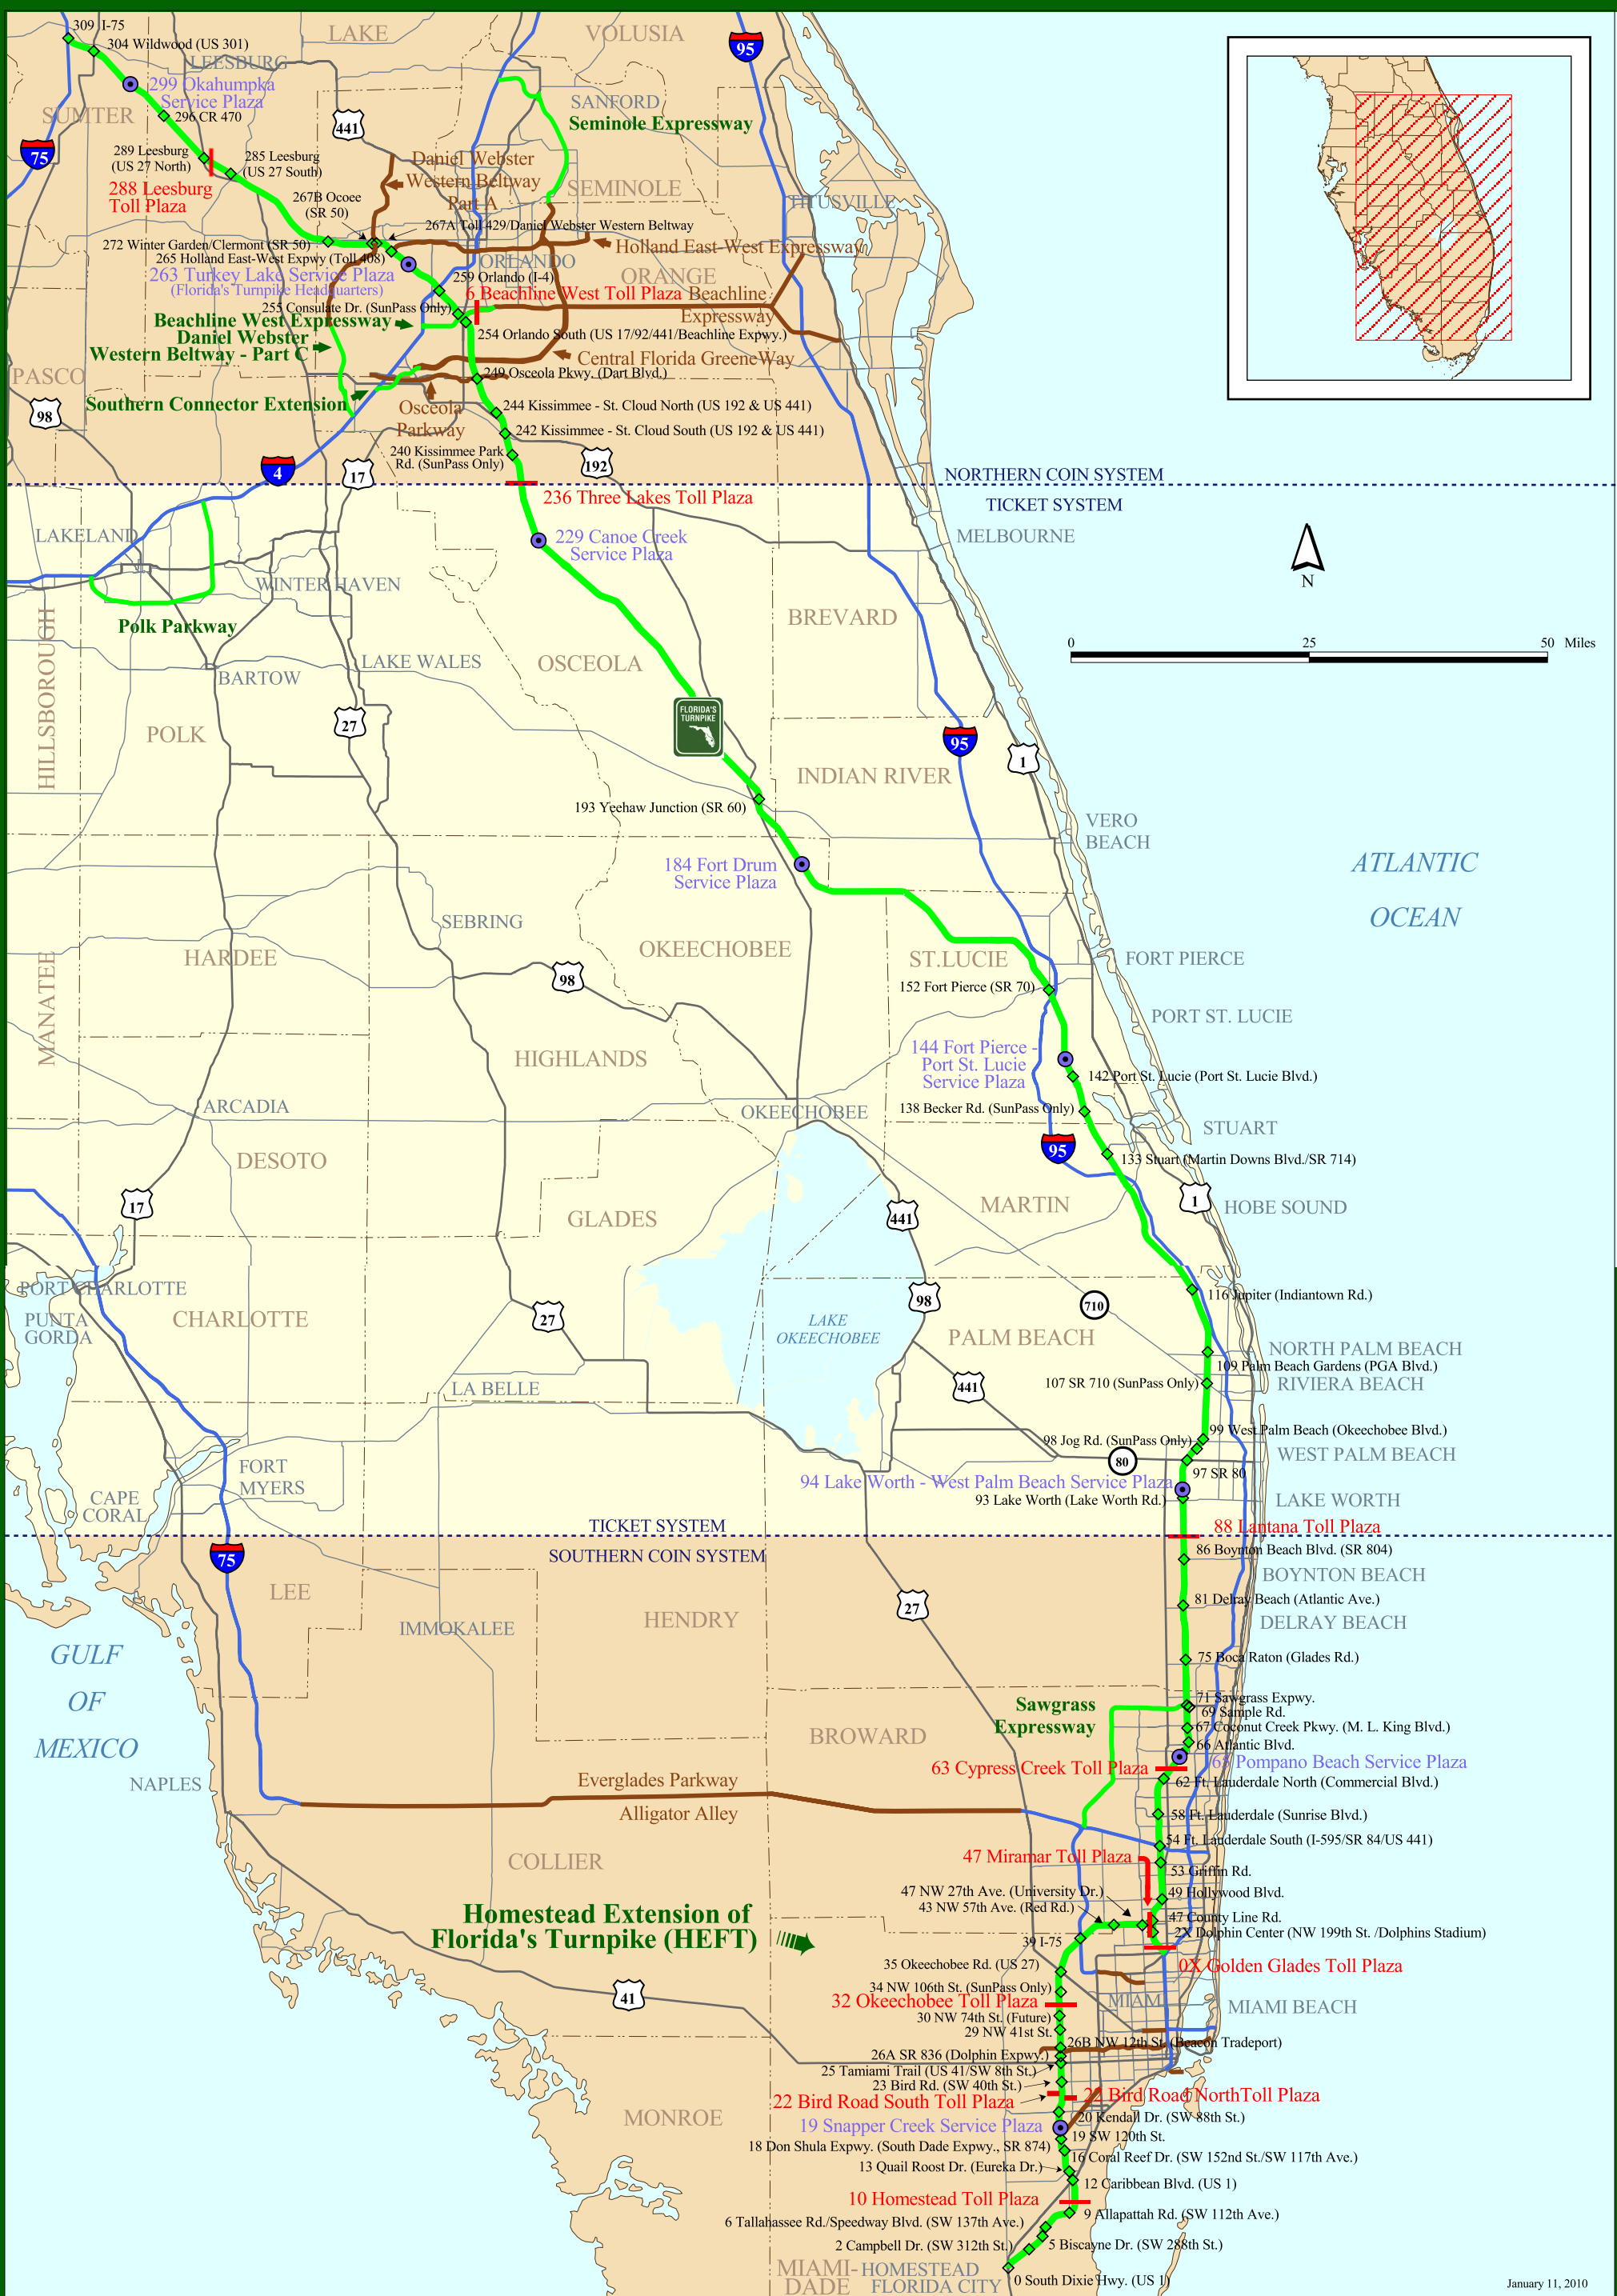 309 I-75
304 Wildwood (US 301)
LAKE
VOLUSIA
95
LEESBURG
299 Okahumpka
Service Plaza
SUMTER
296 CR 470
441
SANFORD
Seminole Expressway
75
289 Leesburg
(US 27 North)
285 Leesburg
(US 27 South)
288 Leesburg
Toll Plaza
Daniel Webster
Western Beltway
Part A
SEMINOLE
TITUSVILLE
267B Ocoee
(SR 50)
267A Toll 429/Daniel Webster Western Beltway
272 Winter Garden/Clermont (SR 50)
Holland East-West Expressway
265 Holland East-West Expwy (Toll 408)
ORLANDO
263 Turkey Lake Service Plaza
(Florida's Turnpike Headquarters)
259 Orlando (I-4)
ORANGE
6 Beachline West Toll Plaza
Beachline
Expressway
255 Consulate Dr. (SunPass Only)
Beachline West Expressway
254 Orlando South (US 17/92/441/Beachline Expwy.)
Daniel Webster
Western Beltway - Part C
Central Florida GreeneWay
PASCO
249 Osceola Pkwy. (Dart Blvd.)
98
Southern Connector Extension
Osceola
Parkway
244 Kissimmee - St. Cloud North (US 192 & US 441)
242 Kissimmee - St. Cloud South (US 192 & US 441)
240 Kissimmee Park
Rd. (SunPass Only)
4
17
192
NORTHERN COIN SYSTEM
236 Three Lakes Toll Plaza
TICKET SYSTEM
LAKELAND
229 Canoe Creek
Service Plaza
MELBOURNE
N
WINTER HAVEN
Polk Parkway
BREVARD
0 25 50 Miles
HILLSBOROUGH
LAKE WALES
OSCEOLA
BARTOW
POLK
27
FLORIDA'S
TURNPIKE
95
1
INDIAN RIVER
193 Yeehaw Junction (SR 60)
VERO
BEACH
184 Fort Drum
Service Plaza
ATLANTIC
OCEAN
SEBRING
HARDEE
OKEECHOBEE
ST.LUCIE
FORT PIERCE
98
152 Fort Pierce (SR 70)
MANATEE
PORT ST. LUCIE
HIGHLANDS
144 Fort Pierce -
Port St. Lucie
Service Plaza
142 Port St. Lucie (Port St. Lucie Blvd.)
ARCADIA
OKEECHOBEE
138 Becker Rd. (SunPass Only)
STUART
95
DESOTO
133 Stuart (Martin Downs Blvd./SR 714)
17
1
MARTIN
HOBE SOUND
GLADES
441
PORT CHARLOTTE
116 Jupiter (Indiantown Rd.)
98
710
PUNTA
GORDA
CHARLOTTE
27
LAKE
OKEECHOBEE
PALM BEACH
NORTH PALM BEACH
109 Palm Beach Gardens (PGA Blvd.)
LA BELLE
441
107 SR 710 (SunPass Only)
RIVIERA BEACH
99 West Palm Beach (Okeechobee Blvd.)
98 Jog Rd. (SunPass Only)
WEST PALM BEACH
FORT
MYERS
80
97 SR 80
94 Lake Worth - West Palm Beach Service Plaza
CAPE
CORAL
93 Lake Worth (Lake Worth Rd.)
LAKE WORTH
TICKET SYSTEM
88 Lantana Toll Plaza
SOUTHERN COIN SYSTEM
75
86 Boynton Beach Blvd. (SR 804)
BOYNTON BEACH
LEE
HENDRY
27
81 Delray Beach (Atlantic Ave.)
IMMOKALEE
DELRAY BEACH
GULF
OF
MEXICO
75 Boca Raton (Glades Rd.)
Sawgrass
Expressway
71 Sawgrass Expwy.
69 Sample Rd.
67 Coconut Creek Pkwy. (M. L. King Blvd.)
BROWARD
66 Atlantic Blvd.
65 Pompano Beach Service Plaza
63 Cypress Creek Toll Plaza
NAPLES
Everglades Parkway
Alligator Alley
62 Ft. Lauderdale North (Commercial Blvd.)
58 Ft. Lauderdale (Sunrise Blvd.)
54 Ft. Lauderdale South (I-595/SR 84/US 441)
COLLIER
47 Miramar Toll Plaza
53 Griffin Rd.
47 NW 27th Ave. (University Dr.)
49 Hollywood Blvd.
43 NW 57th Ave. (Red Rd.)
Homestead Extension of
Florida's Turnpike (HEFT)
47 County Line Rd.
2X Dolphin Center (NW 199th St. /Dolphins Stadium)
39 I-75
35 Okeechobee Rd. (US 27)
0X Golden Glades Toll Plaza
34 NW 106th St. (SunPass Only)
41
32 Okeechobee Toll Plaza
MIAMI
MIAMI BEACH
30 NW 74th St. (Future)
29 NW 41st St.
26B NW 12th St. (Beacon Tradeport)
26A SR 836 (Dolphin Expwy.)
25 Tamiami Trail (US 41/SW 8th St.)
23 Bird Rd. (SW 40th St.)
22 Bird Road South Toll Plaza
22 Bird Road NorthToll Plaza
MONROE
20 Kendall Dr. (SW 88th St.)
19 Snapper Creek Service Plaza
19 SW 120th St.
18 Don Shula Expwy. (South Dade Expwy., SR 874)
16 Coral Reef Dr. (SW 152nd St./SW 117th Ave.)
13 Quail Roost Dr. (Eureka Dr.)
12 Caribbean Blvd. (US 1)
10 Homestead Toll Plaza
9 Allapattah Rd. (SW 112th Ave.)
6 Tallahassee Rd./Speedway Blvd. (SW 137th Ave.)
5 Biscayne Dr. (SW 288th St.)
2 Campbell Dr. (SW 312th St.)
MIAMI-
DADE
HOMESTEAD
FLORIDA CITY
0 South Dixie Hwy. (US 1)
January 11, 2010